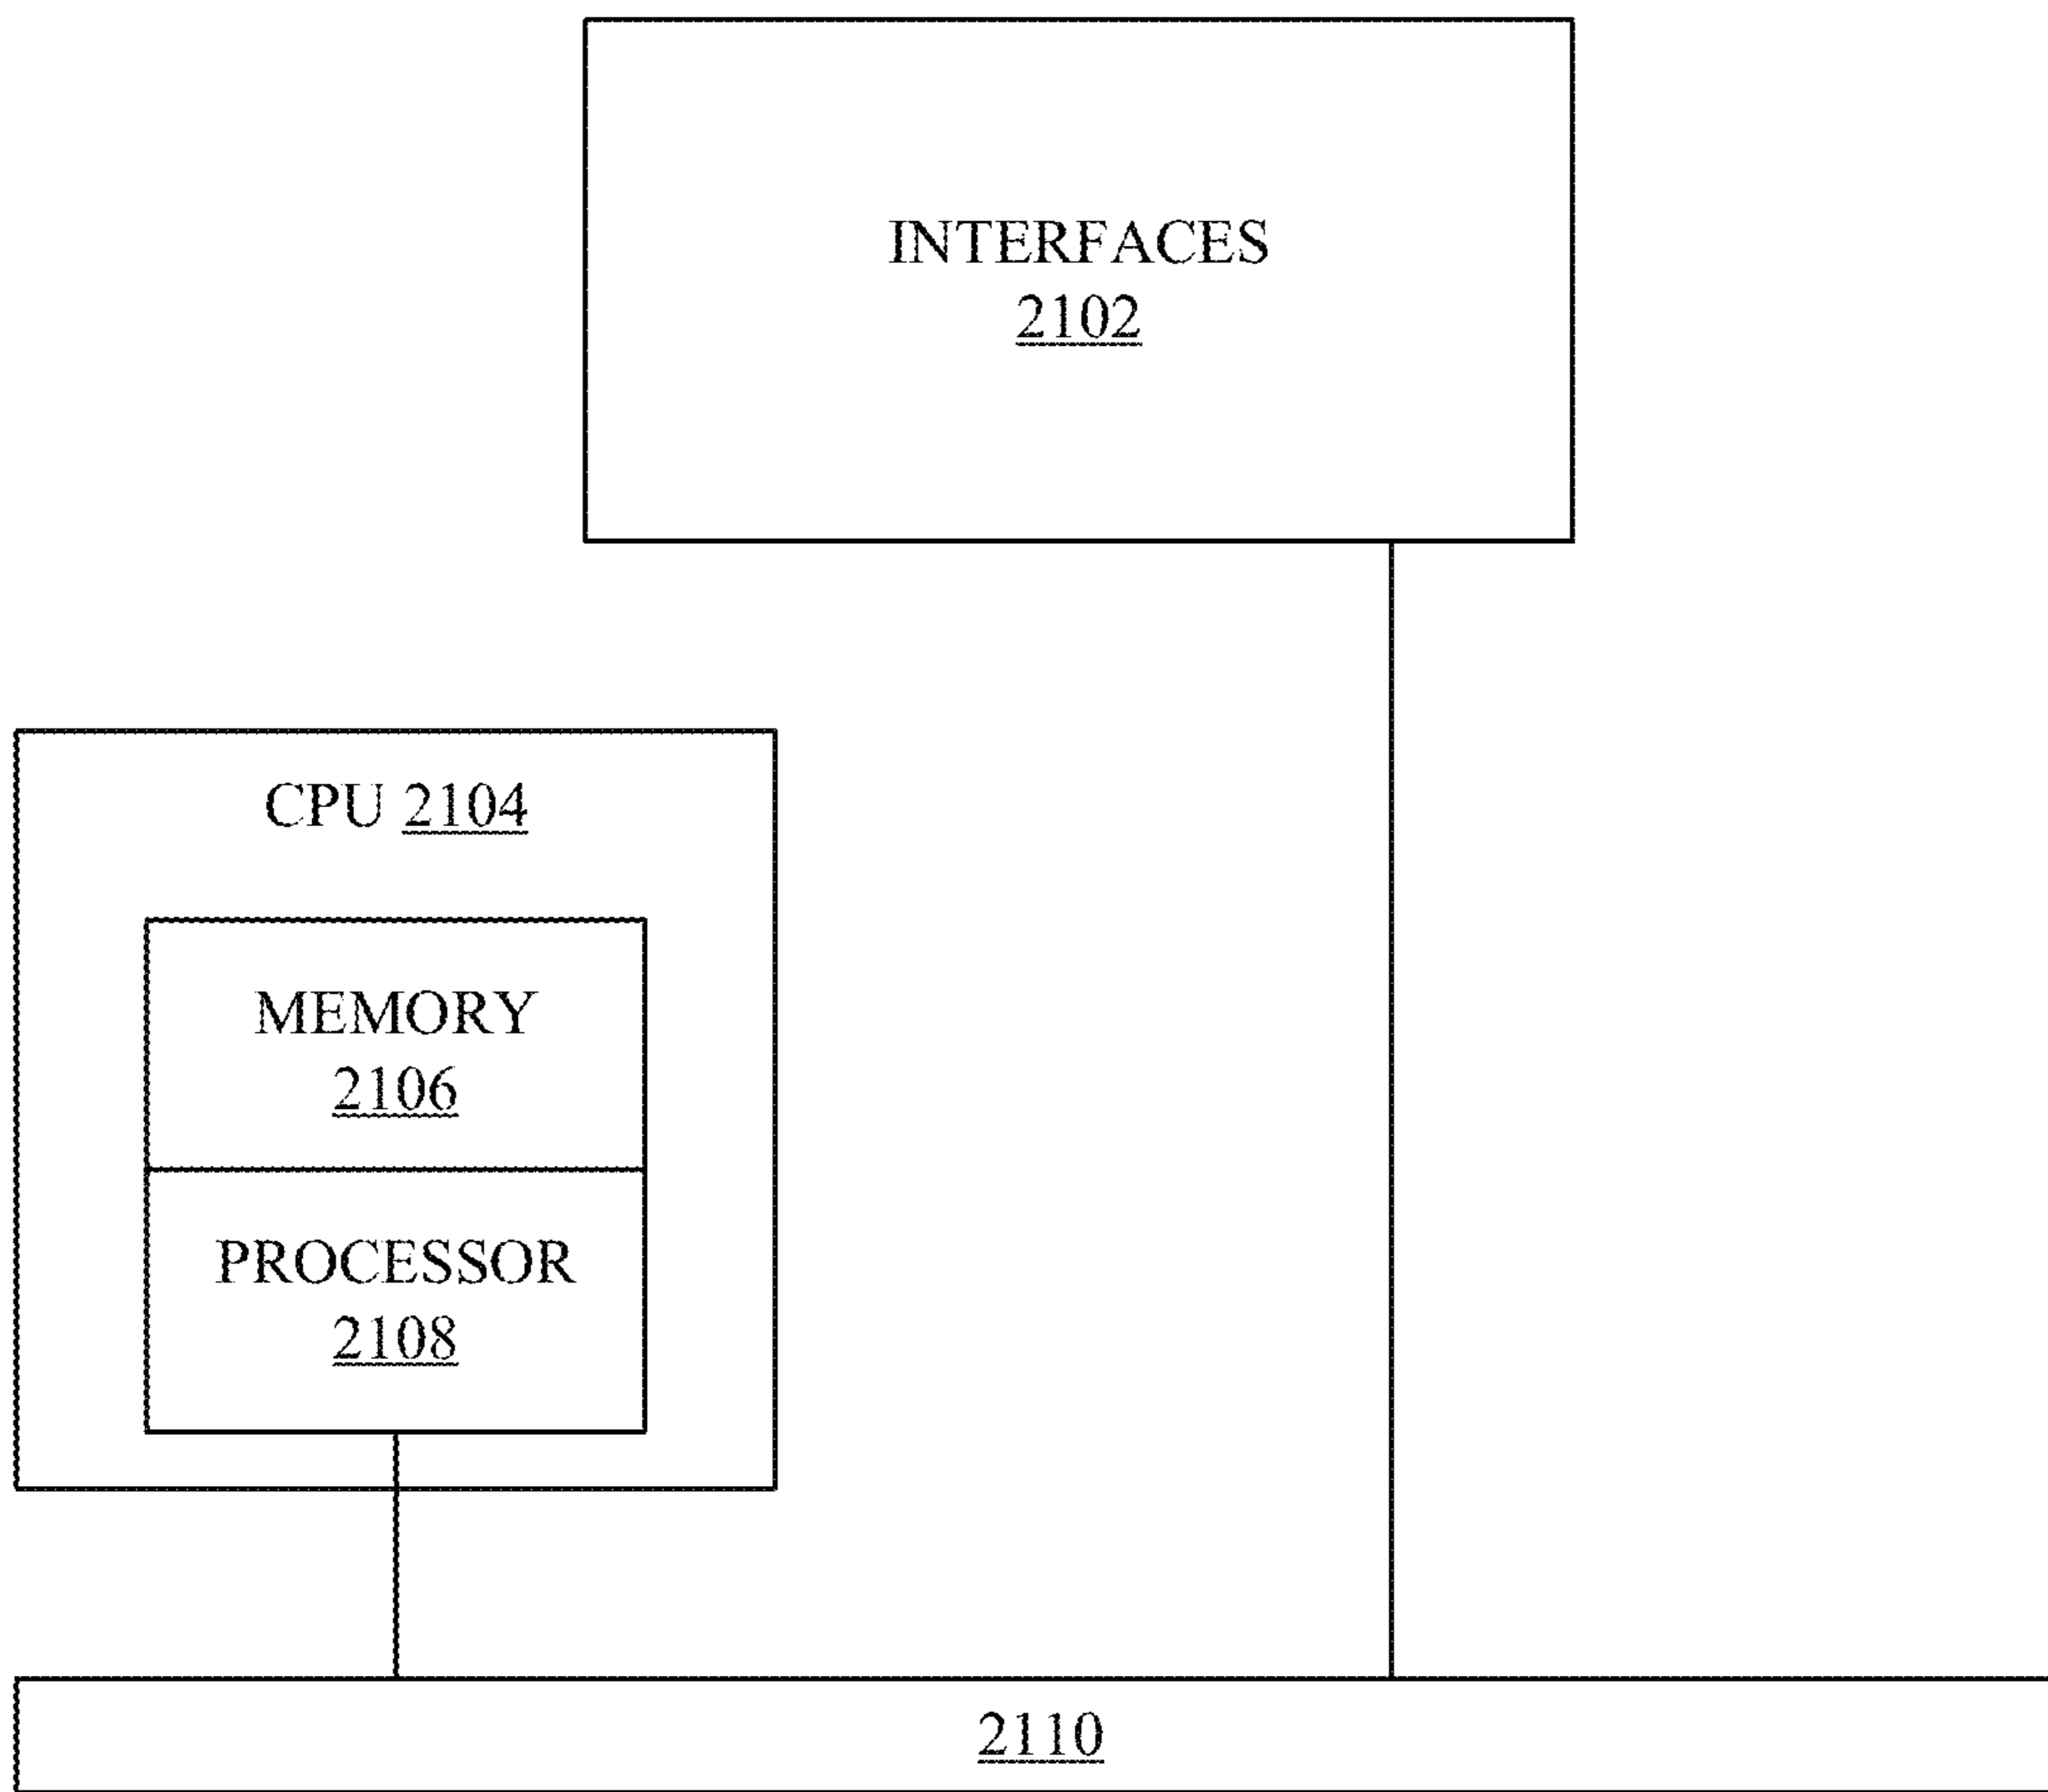 INTERFACES
2102
CPU 2104
MEMORY
2106
PROCESSOR
2108
2110